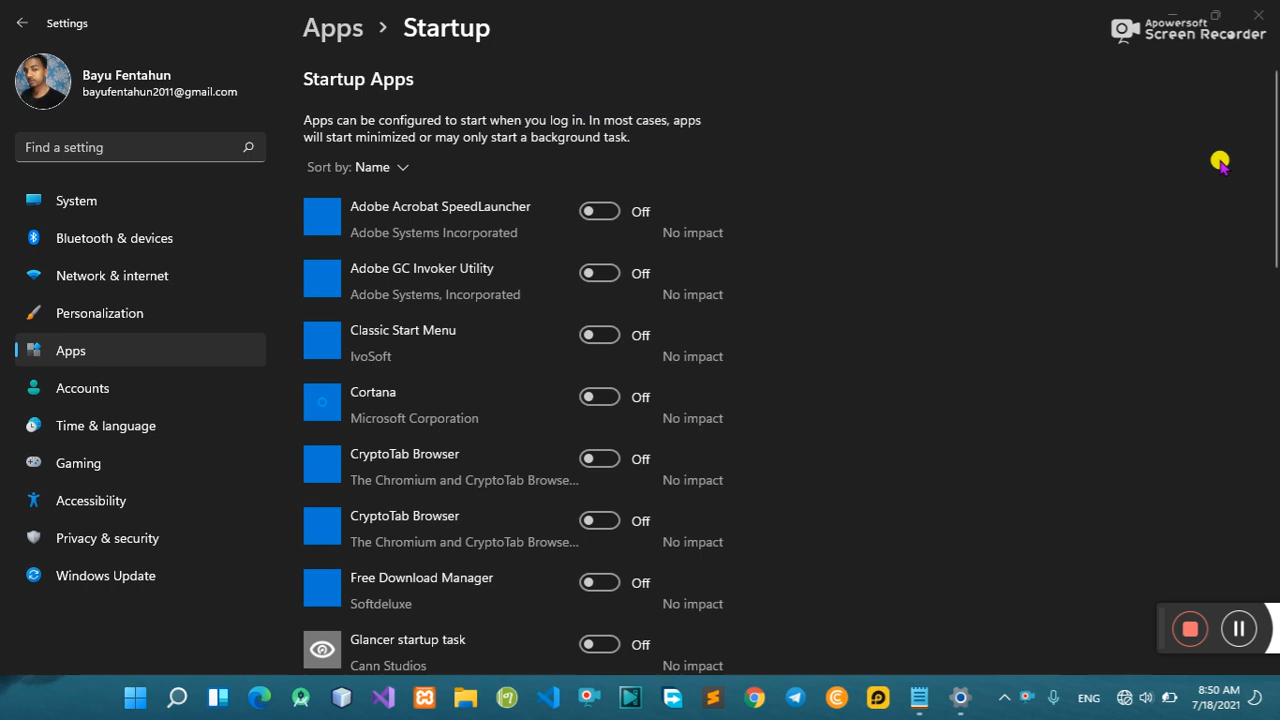 Settings
Apps > Startup
Apowersoft
Screen Recorder
Bayu Fentahun
bayufentahun2011@gmail.com
Find a setting
System
Bluetooth & devices
Network & internet
Personalization
Apps
Accounts
Time & language
Gaming
Accessibility
Privacy & security
Windows Update
Startup Apps
Apps can be configured to start when you log in. In most cases, apps
will start minimized or may only start a background task.
Sort by: Name
Adobe Acrobat SpeedLauncher Off
Adobe Systems Incorporated No impact
Adobe GC Invoker Utility Off
Adobe Systems, Incorporated No impact
Classic Start Menu Off
IvoSoft No impact
Cortana Off
Microsoft Corporation No impact
CryptoTab Browser Off
The Chromium and CryptoTab Browse... No impact
CryptoTab Browser Off
The Chromium and CryptoTab Browse... No impact
Free Download Manager Off
Softdeluxe No impact
Glancer startup task Off
Cann Studios No impact
ENG
8:50 AM
7/18/2021